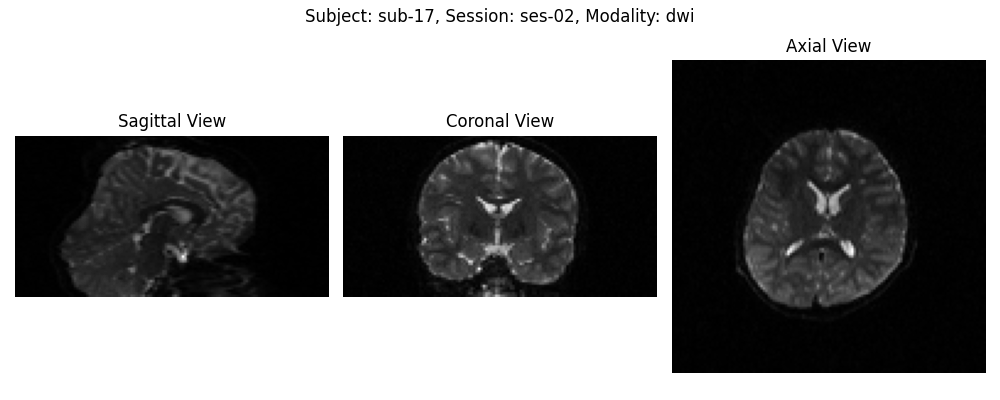 Subject: sub-17, Session: ses-02, Modality: dwi
Sagittal View
Coronal View
Axial View